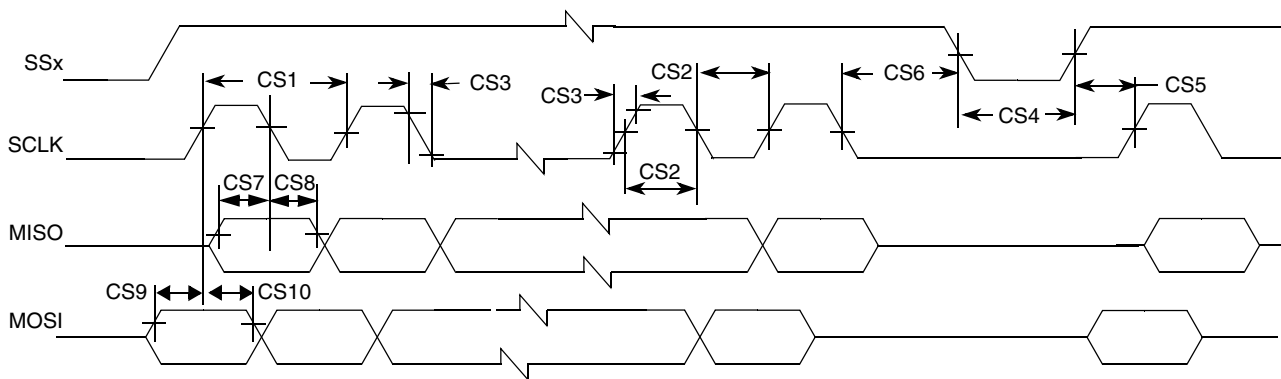 SSx
CS1
CS3
CS3
CS2
CS6
CS4
CS5
SCLK
CS2
CS7
CS8
MISO
CS9
CS10
MOSI